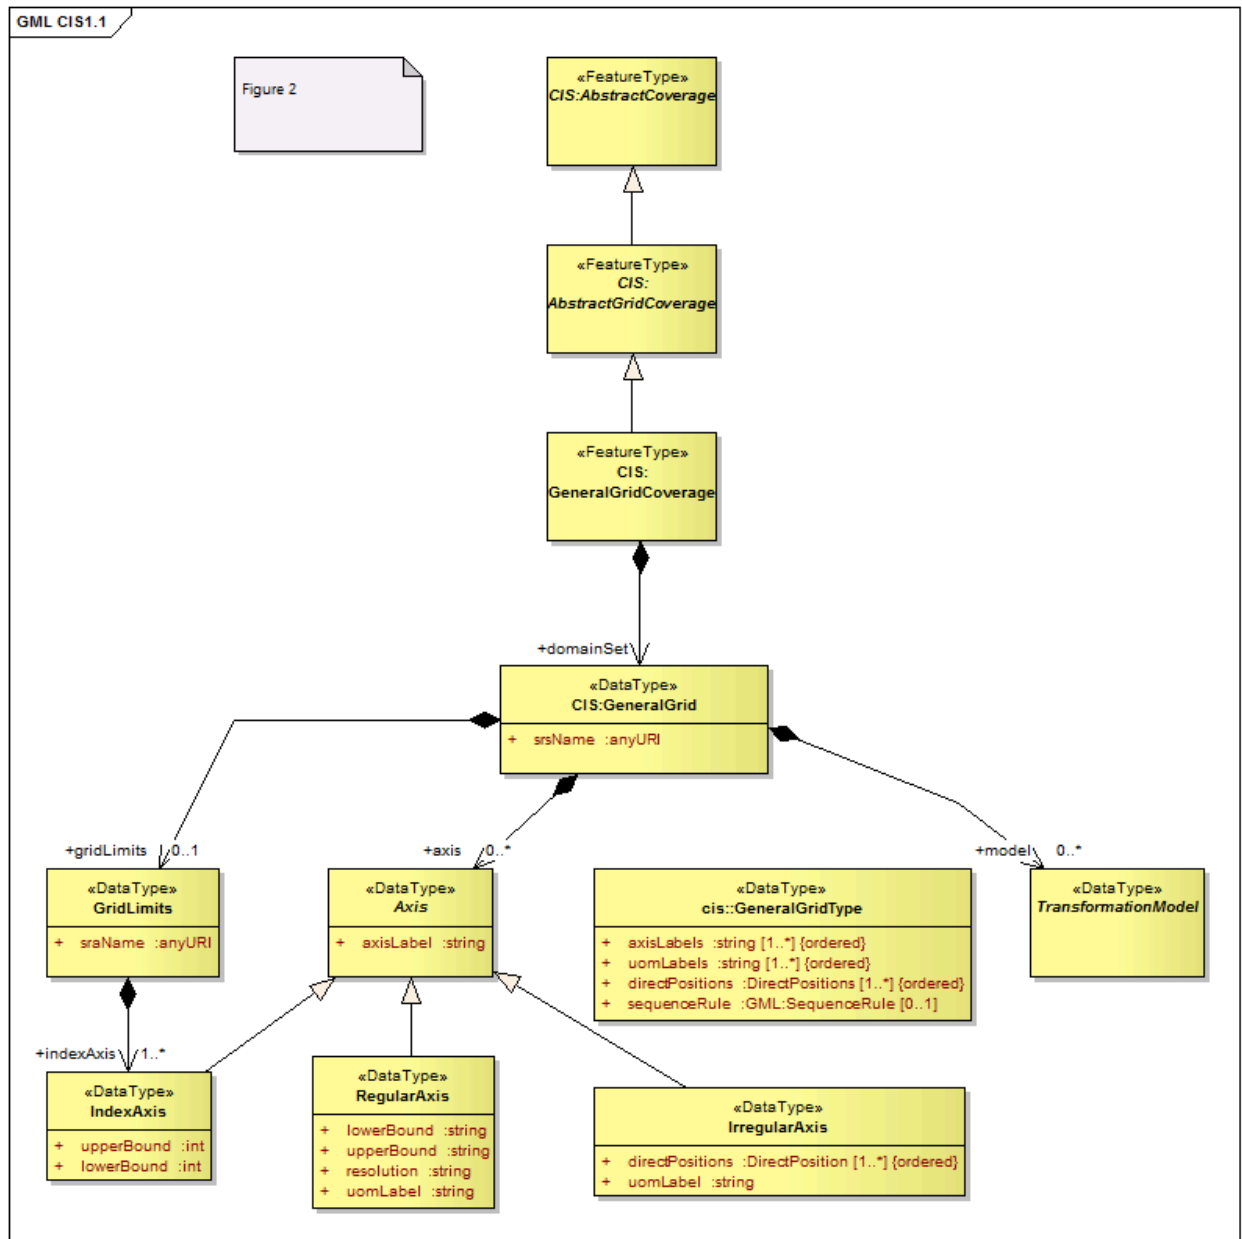 GML CIS1.1
Figure 2
«FeatureType»
CIS:AbstractCoverage
«FeatureType»
CIS:
AbstractGridCoverage
«FeatureType»
CIS:
GeneralGridCoverage
+domainSet
«DataType»
CIS:GeneralGrid
+ srsName :anyURI
+gridLimits 0..1
+axis 0..*
+model 0..*
«DataType»
GridLimits
+ sraName :anyURI
«DataType»
Axis
+ axisLabel :string
«DataType»
cis::GeneralGridType
+ axisLabels :string [1..*] {ordered}
+ uomLabels :string [1..*] {ordered}
+ directPositions :DirectPositions [1..*] {ordered}
+ sequenceRule :GML:SequenceRule [0..1]
«DataType»
TransformationModel
+indexAxis 1..*
«DataType»
IndexAxis
+ upperBound :int
+ lowerBound :int
«DataType»
RegularAxis
+ lowerBound :string
+ upperBound :string
+ resolution :string
+ uomLabel :string
«DataType»
IrregularAxis
+ directPositions :DirectPosition [1..*] {ordered}
+ uomLabel :string